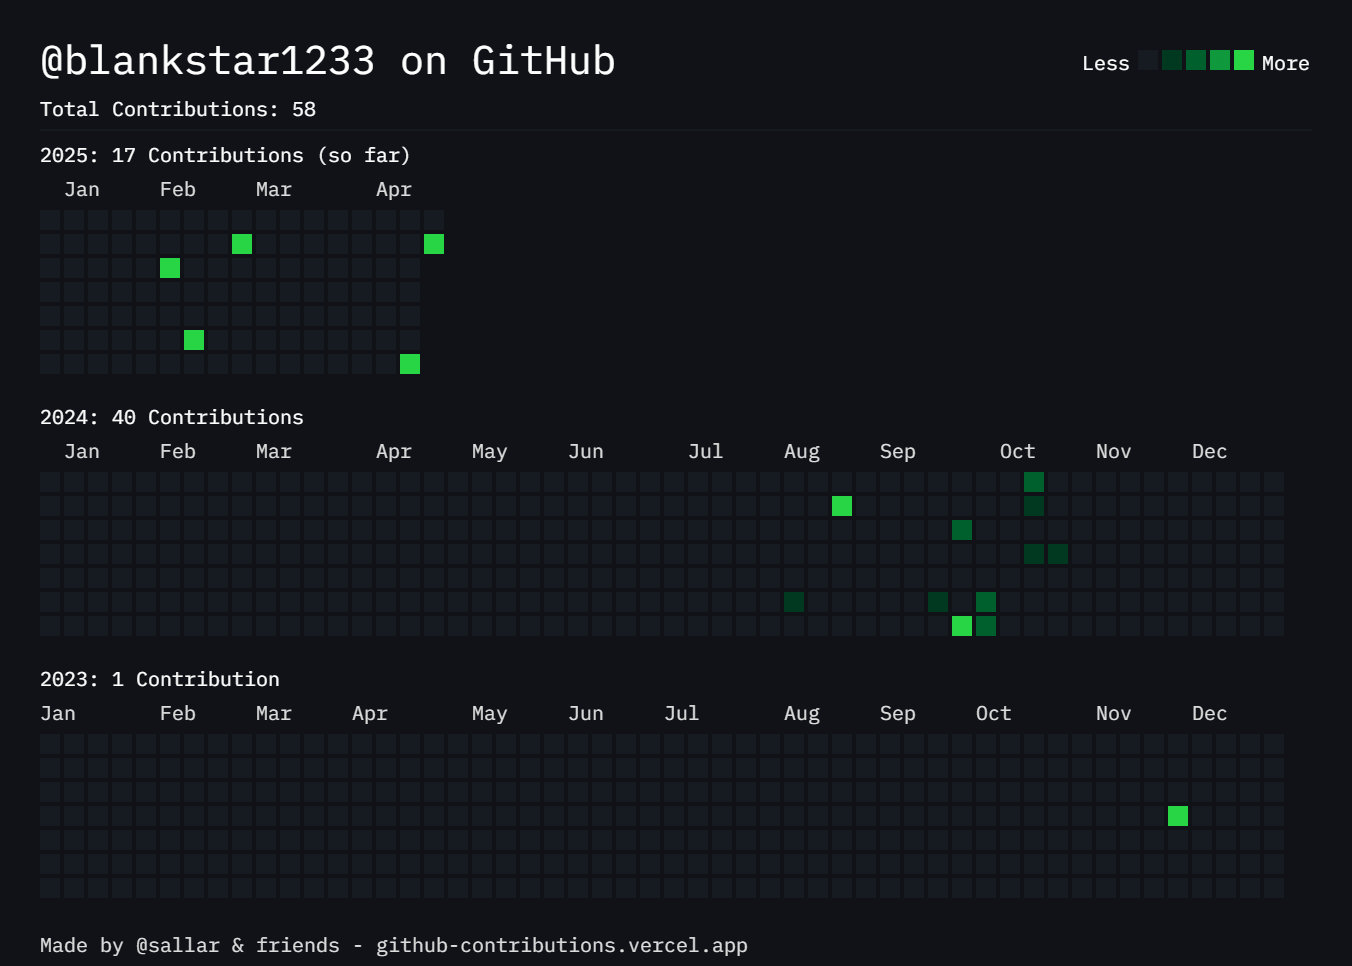 @blankstar1233 on GitHub
Less More
Total Contributions: 58
2025: 17 Contributions (so far)
Jan Feb Mar Apr
2024: 40 Contributions
Jan Feb Mar Apr May Jun Jul Aug Sep Oct Nov Dec
2023: 1 Contribution
Jan Feb Mar Apr May Jun Jul Aug Sep Oct Nov Dec
Made by @sallar & friends - github-contributions.vercel.app